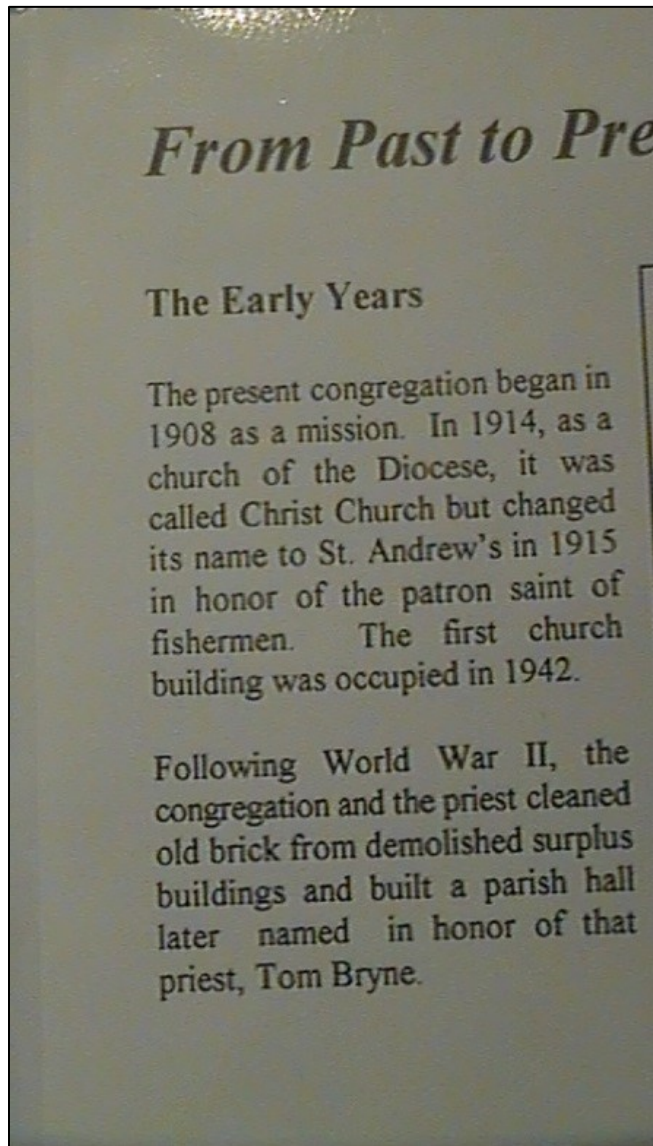 From Past to Pre
The Early Years
The present congregation began in
1908 as a mission. In 1914, as a
church of the Diocese, it was
called Christ Church but changed
its name to St. Andrew's in 1915
in honor of the patron saint of
fishermen. The first church
building was occupied in 1942.
Following World War II, the
congregation and the priest cleaned
old brick from demolished surplus
buildings and built a parish hall
later named in honor of that
priest, Tom Bryne.